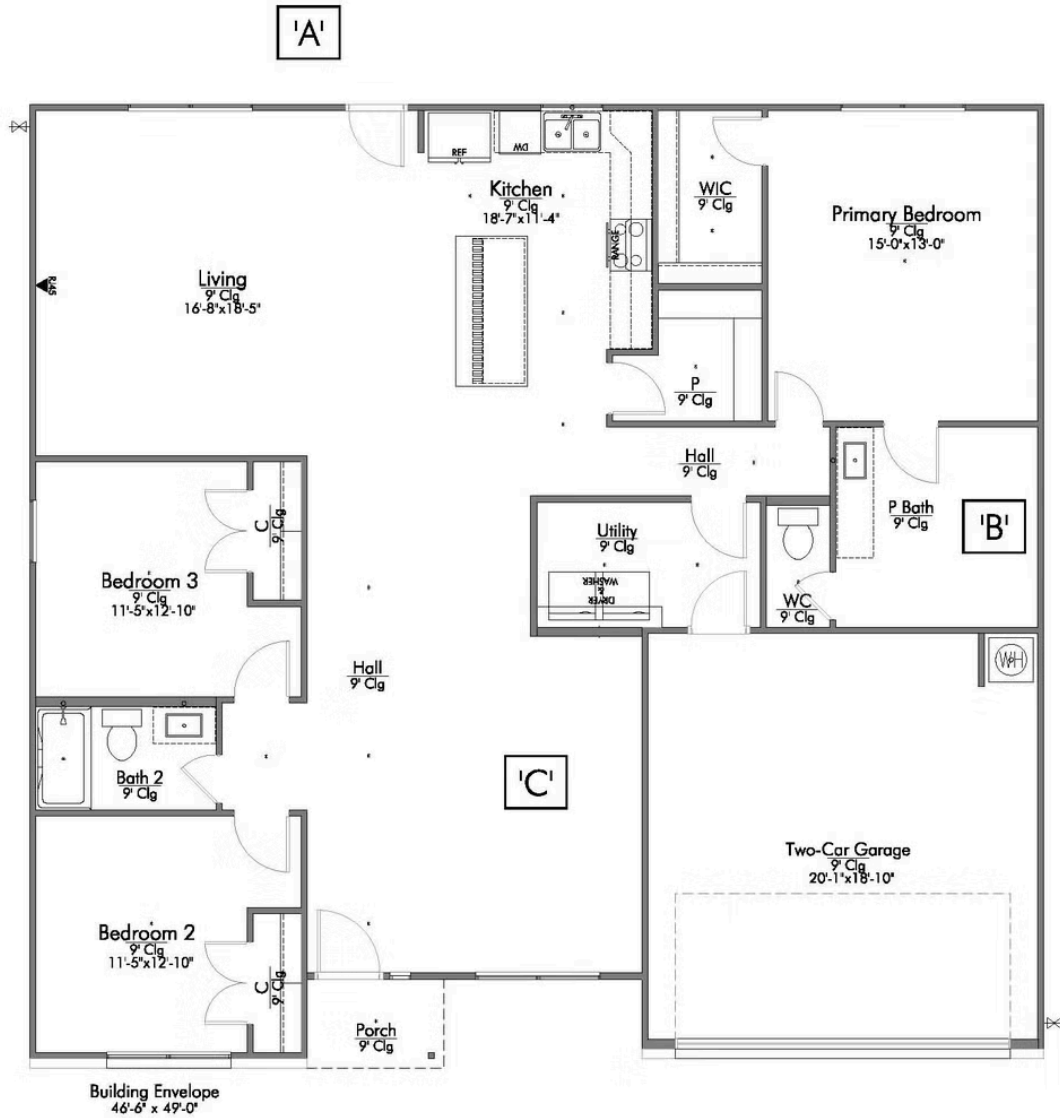 'A'
REF
DW
Kitchen
9' Clg
18'-7"x11'-4"
WIC
9' Clg
Primary Bedroom
9' Clg
15'-0"x13'-0"
RANGE
Living
9' Clg
16'-8"x18'-5"
RJ45
P
9' Clg
Hall
9' Clg
P Bath
9' Clg
'B'
C
9' Clg
Utility
9' Clg
WASHER
DRYER
Bedroom 3
9' Clg
11'-5"x12'-10"
WC
9' Clg
Hall
9' Clg
WH
Bath 2
9' Clg
'C'
Two-Car Garage
9' Clg
20'-1"x18'-10"
Bedroom 2
9' Clg
11'-5"x12'-10"
C
9' Clg
Porch
9' Clg
Building Envelope
46'-6" x 49'-0"